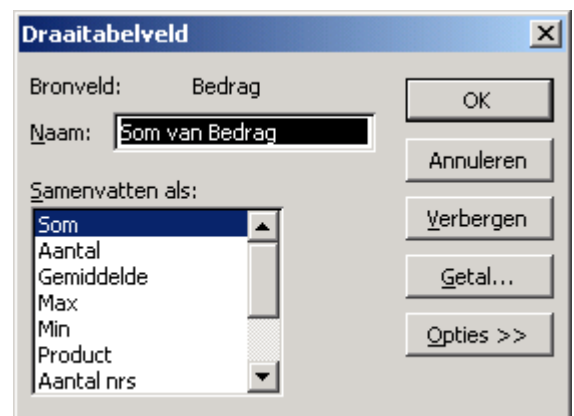 Draaitabelveld
Bronveld: Bedrag
Naam: Som van Bedrag
Samenvatten als:
Som
Aantal
Gemiddelde
Max
Min
Product
Aantal nrs
OK
Annuleren
Verbergen
Getal...
Opties >>